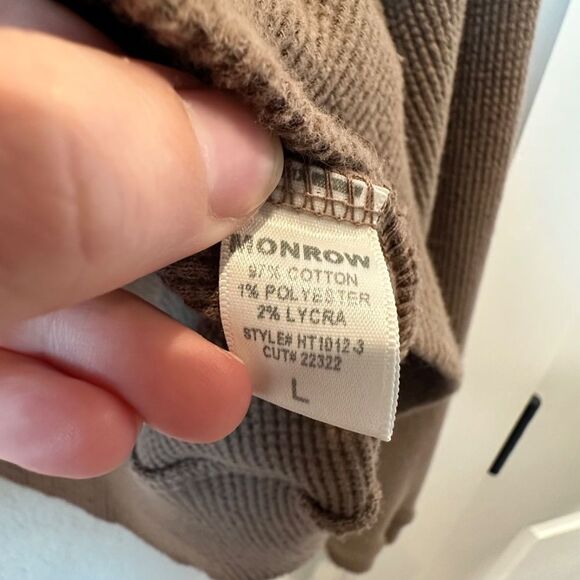 MONROW
97% COTTON
1% POLYESTER
2% LYCRA
STYLE# HT1012-3
CUT# 22322
L